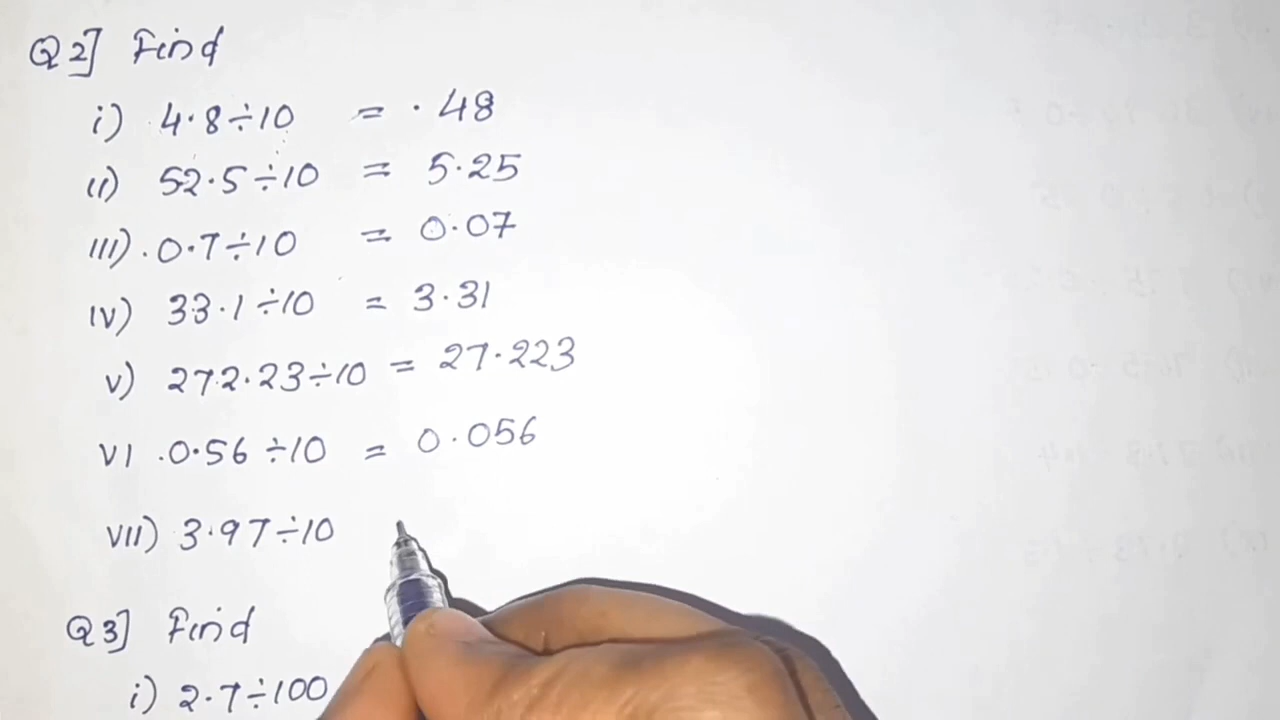 Q2] Find
i) 4.8÷10 = .48
ii) 52.5÷10 = 5.25
iii) 0.7÷10 = 0.07
iv) 33.1÷10 = 3.31
v) 272.23÷10 = 27.223
vi 0.56÷10 = 0.056
vii) 3.97÷10
Q3] Find
i) 2.7÷100